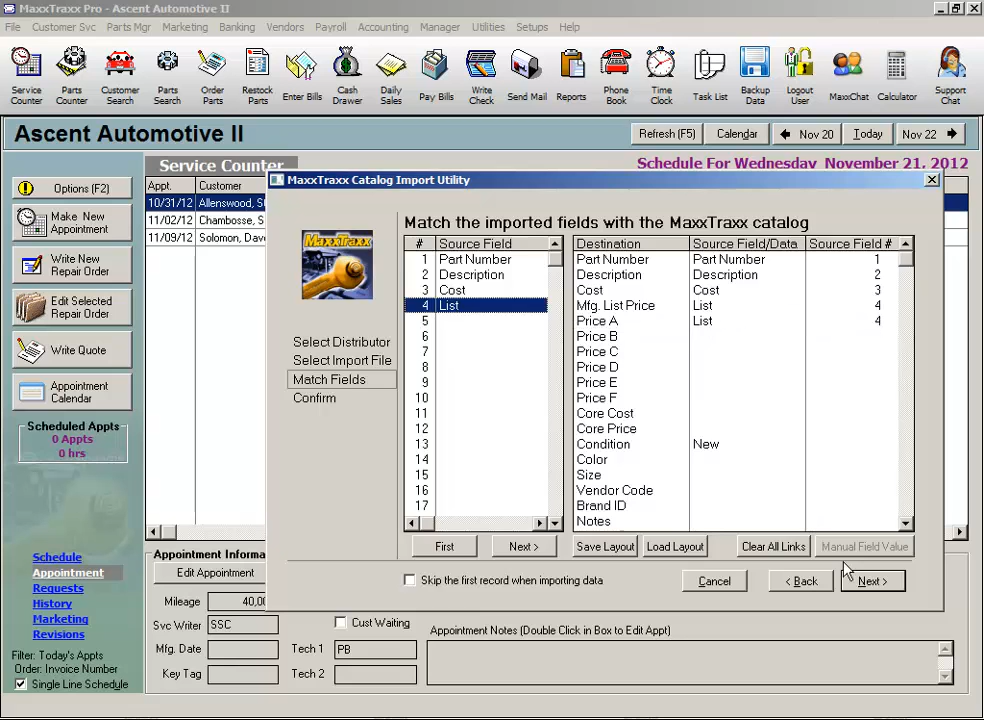 MaxxTraxx Pro - Ascent Automotive II
File Customer Svc Parts Mgr Marketing Banking Vendors Payroll Accounting Manager Utilities Setups Help
Service Counter Parts Counter Customer Search Parts Search Order Parts Restock Parts Enter Bills Cash Drawer Daily Sales Pay Bills Write Check Send Mail Reports Phone Book Time Clock Task List Backup Data Logout User MaxxChat Calculator Support Chat
Ascent Automotive II Refresh (F5) Calendar Nov 20 Today Nov 22
Service Counter Schedule For Wednesday November 21, 2012
Appt. Customer
10/31/12 Allenswood, S
11/02/12 Chambosse, S
11/09/12 Solomon, Dave
Options (F2)
Make New Appointment
Write New Repair Order
Edit Selected Repair Order
Write Quote
Appointment Calendar
Scheduled Appts
0 Appts
0 hrs
Schedule
Appointment
Requests
History
Marketing
Revisions
Filter: Today's Appts
Order: Invoice Number
Single Line Schedule
MaxxTraxx Catalog Import Utility
Match the imported fields with the MaxxTraxx catalog
MaxxTraxx
Select Distributor
Select Import File
Match Fields
Confirm
# Source Field
1 Part Number
2 Description
3 Cost
4 List
5
6
7
8
9
10
11
12
13
14
15
16
17
Destination Source Field/Data Source Field #
Part Number Part Number 1
Description Description 2
Cost Cost 3
Mfg. List Price List 4
Price A List 4
Price B
Price C
Price D
Price E
Price F
Core Cost
Core Price
Condition New
Color
Size
Vendor Code
Brand ID
Notes
First Next > Save Layout Load Layout Clear All Links Manual Field Value
Skip the first record when importing data Cancel < Back Next >
Appointment Informa
Edit Appointment
Mileage 40,00
Svc Writer SSC Cust Waiting Appointment Notes (Double Click in Box to Edit Appt)
Mfg. Date Tech 1 PB
Key Tag Tech 2